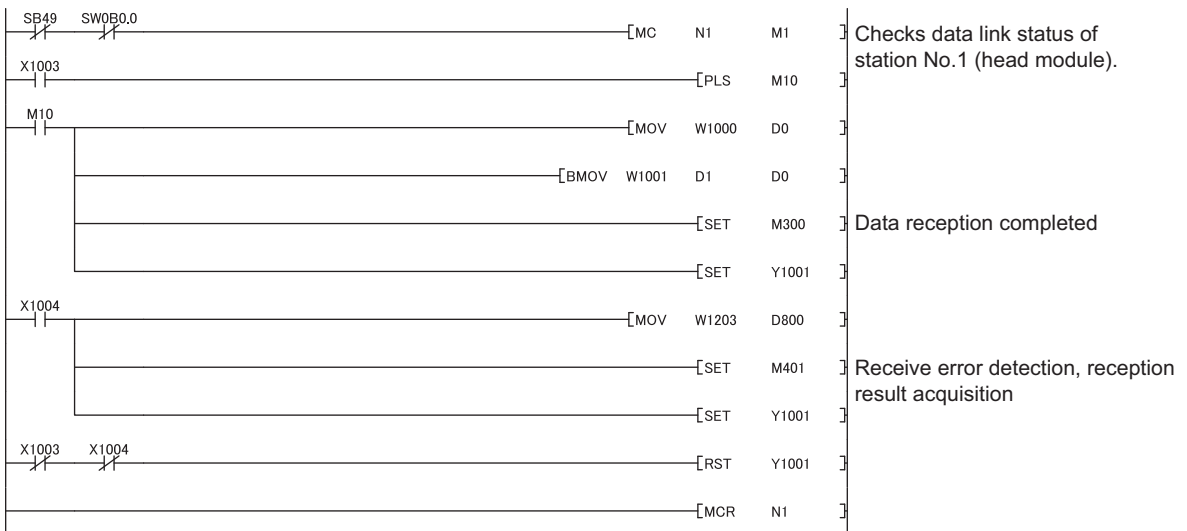 SB49 SW0B0.0
[MC N1 M1 ] Checks data link status of
station No.1 (head module).
X1003
[PLS M10 ]
M10
[MOV W1000 D0 ]
[BMOV W1001 D1 D0 ]
[SET M300 ] Data reception completed
[SET Y1001 ]
X1004
[MOV W1203 D800 ]
[SET M401 ] Receive error detection, reception
result acquisition
[SET Y1001 ]
X1003 X1004
[RST Y1001 ]
[MCR N1 ]